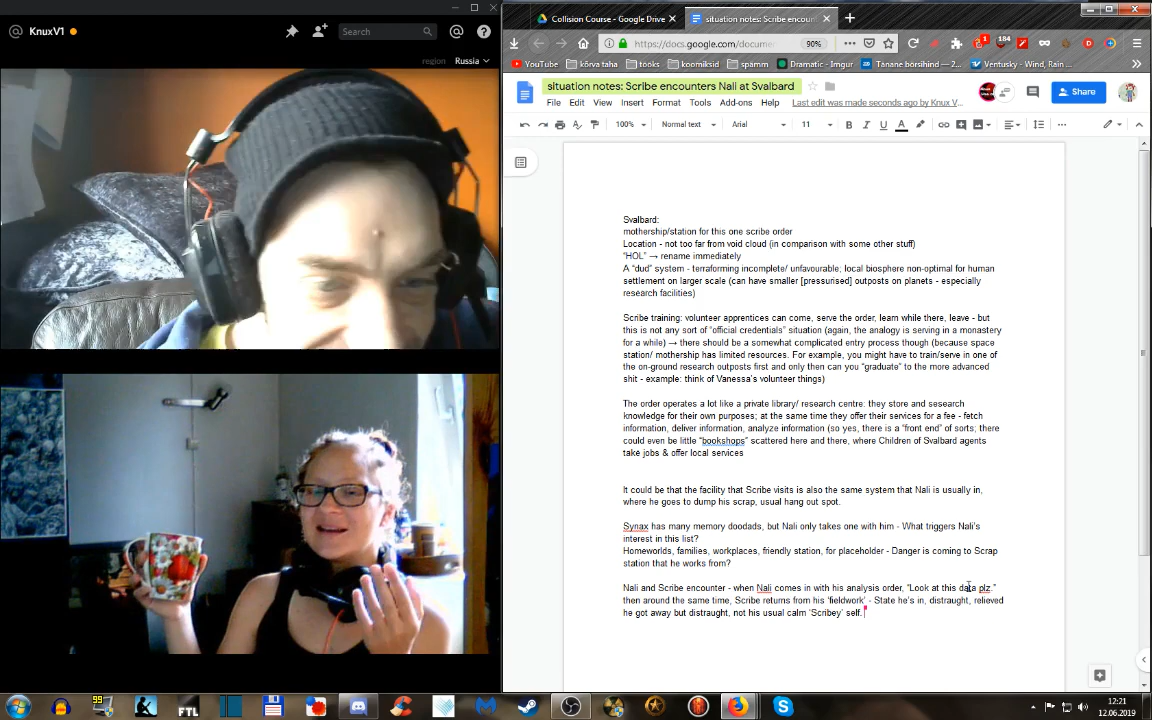 KnuxV1
Search
region Russia
Collision Course - Google Drive
situation notes: Scribe encount
https://docs.google.com/docume
90%
1
184
YouTube
kõrva taha
tööks
koomiksid
spämm
Dramatic - Imgur
Tänane börsihind — 2...
Ventusky - Wind, Rain ...
situation notes: Scribe encounters Nali at Svalbard
File Edit View Insert Format Tools Add-ons Help Last edit was made seconds ago by Knux V...
Share
100% Normal text Arial 11
Svalbard:
mothership/station for this one scribe order
Location - not too far from void cloud (in comparison with some other stuff)
"HOL" → rename immediately
A "dud" system - terraforming incomplete/ unfavourable; local biosphere non-optimal for human
settlement on larger scale (can have smaller [pressurised] outposts on planets - especially
research facilities)
Scribe training: volunteer apprentices can come, serve the order, learn while there, leave - but
this is not any sort of "official credentials" situation (again, the analogy is serving in a monastery
for a while) → there should be a somewhat complicated entry process though (because space
station/ mothership has limited resources. For example, you might have to train/serve in one of
the on-ground research outposts first and only then can you "graduate" to the more advanced
shit - example: think of Vanessa's volunteer things)
The order operates a lot like a private library/ research centre: they store and sesearch
knowledge for their own purposes; at the same time they offer their services for a fee - fetch
information, deliver information, analyze information (so yes, there is a "front end" of sorts; there
could even be little "bookshops" scattered here and there, where Children of Svalbard agents
take jobs & offer local services
It could be that the facility that Scribe visits is also the same system that Nali is usually in,
where he goes to dump his scrap, usual hang out spot.
Synax has many memory doodads, but Nali only takes one with him - What triggers Nali's
interest in this list?
Homeworlds, families, workplaces, friendly station, for placeholder - Danger is coming to Scrap
station that he works from?
Nali and Scribe encounter - when Nali comes in with his analysis order, "Look at this data plz."
then around the same time, Scribe returns from his 'fieldwork' - State he's in, distraught, relieved
he got away but distraught, not his usual calm 'Scribey' self.
99
FTL
12:21
12.06.2019